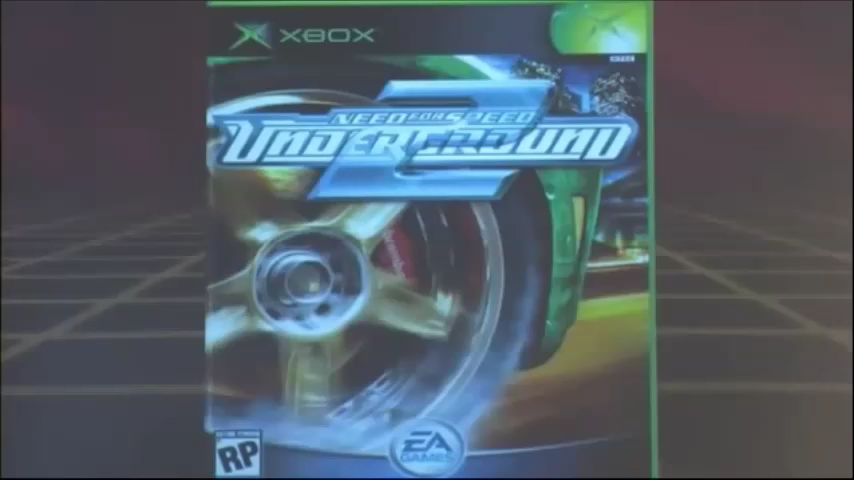 XBOX
NEED FOR SPEED
UNDERGROUND
2
RP
EA
GAMES